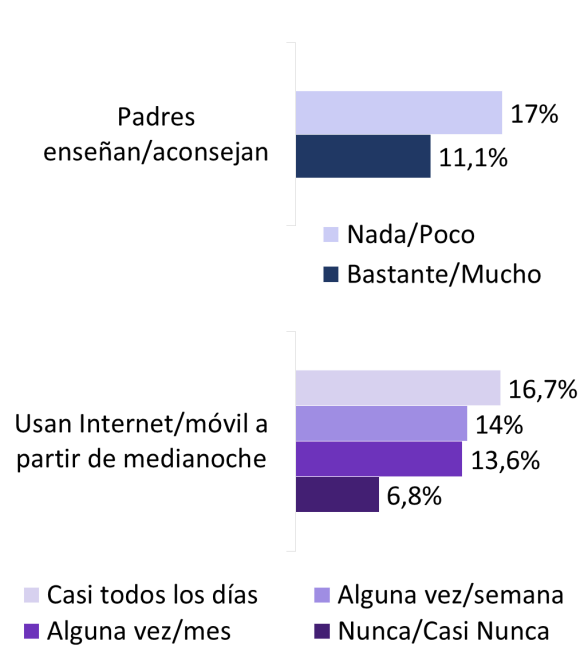 Padres
enseñan/aconsejan
17%
11,1%
Nada/Poco
Bastante/Mucho
Usan Internet/móvil a
partir de medianoche
16,7%
14%
13,6%
6,8%
Casi todos los días
Alguna vez/semana
Alguna vez/mes
Nunca/Casi Nunca